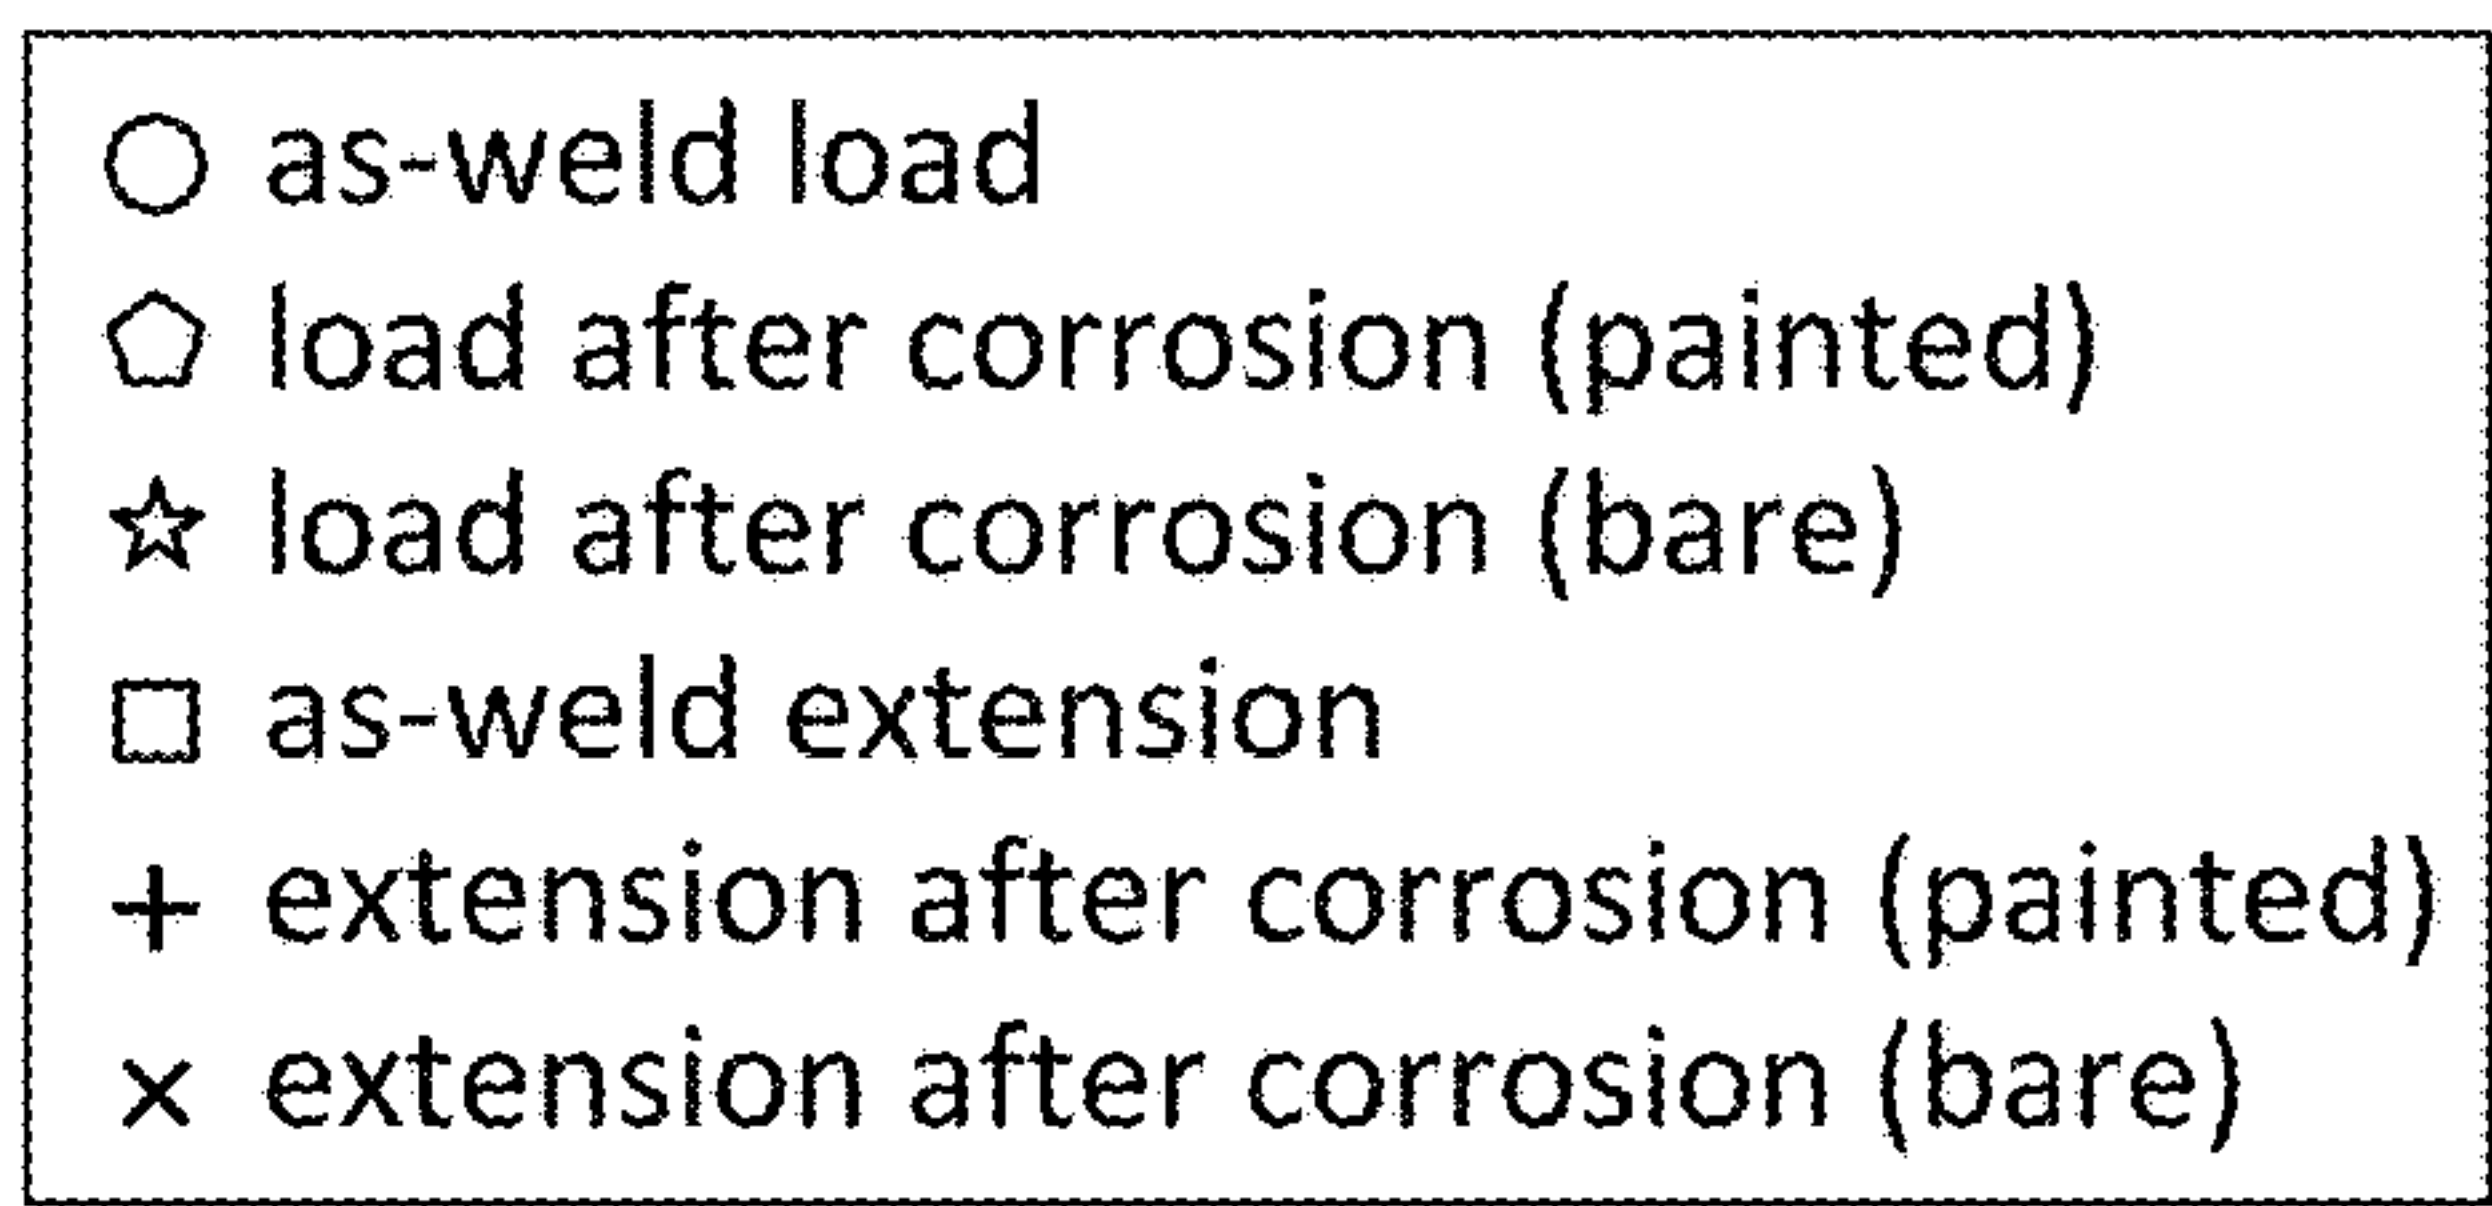 as-weld load
load after corrosion (painted)
load after corrosion (bare)
as-weld extension
extension after corrosion (painted)
extension after corrosion (bare)